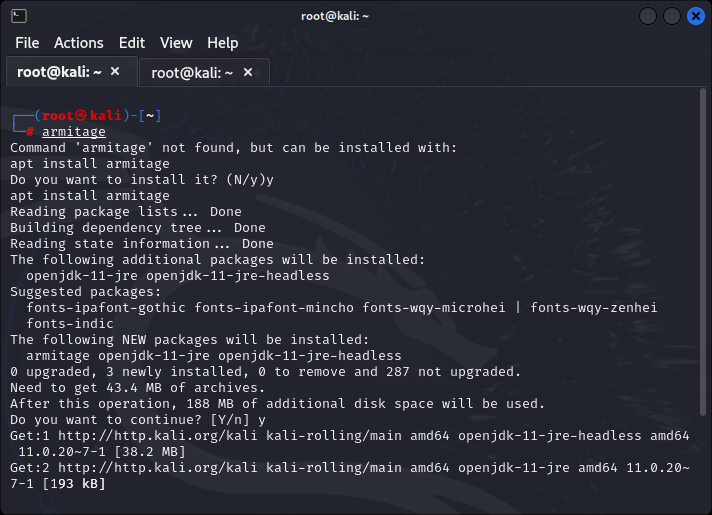 root@kali: ~
File Actions Edit View Help
root@kali: ~ × root@kali: ~ ×
┌──(root㉿kali)-[~]
└─# armitage
Command 'armitage' not found, but can be installed with:
apt install armitage
Do you want to install it? (N/y)y
apt install armitage
Reading package lists... Done
Building dependency tree... Done
Reading state information... Done
The following additional packages will be installed:
  openjdk-11-jre openjdk-11-jre-headless
Suggested packages:
  fonts-ipafont-gothic fonts-ipafont-mincho fonts-wqy-microhei | fonts-wqy-zenhei
  fonts-indic
The following NEW packages will be installed:
  armitage openjdk-11-jre openjdk-11-jre-headless
0 upgraded, 3 newly installed, 0 to remove and 287 not upgraded.
Need to get 43.4 MB of archives.
After this operation, 188 MB of additional disk space will be used.
Do you want to continue? [Y/n] y
Get:1 http://http.kali.org/kali kali-rolling/main amd64 openjdk-11-jre-headless amd64
 11.0.20~7-1 [38.2 MB]
Get:2 http://http.kali.org/kali kali-rolling/main amd64 openjdk-11-jre amd64 11.0.20~
7-1 [193 kB]